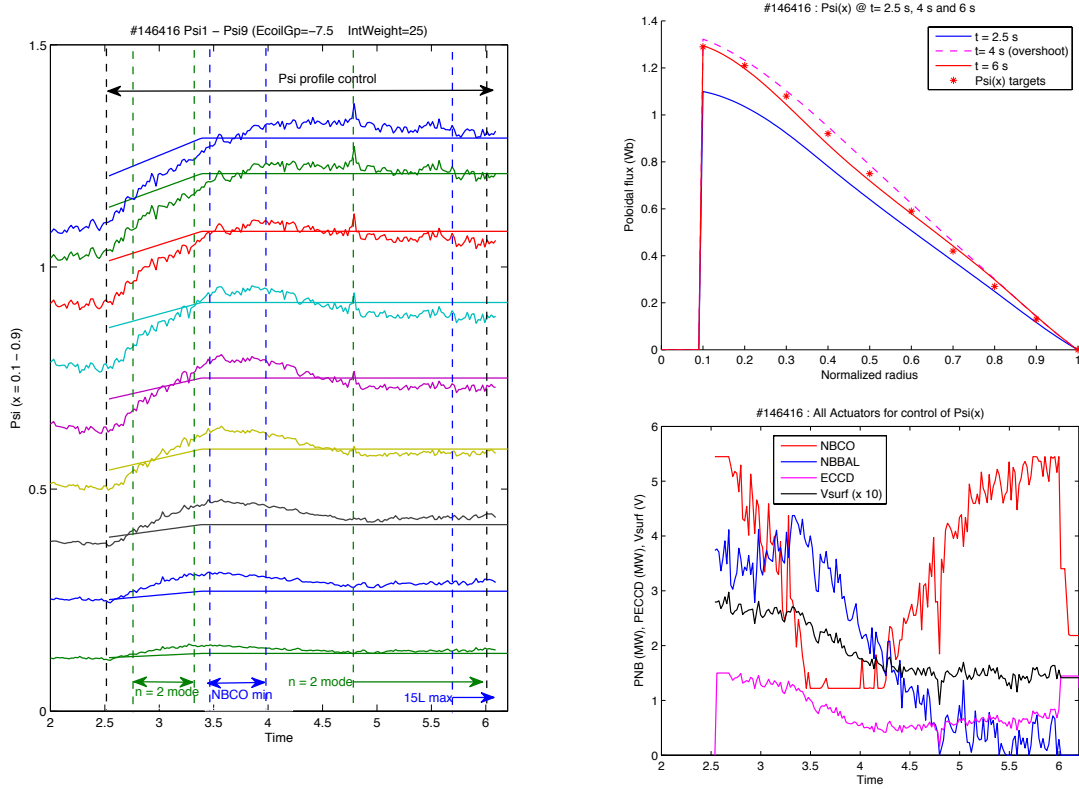 #146416 Psi1 − Psi9 (EcoilGp=−7.5 IntWeight=25)
1.5
1
0.5
0
Psi (x = 0.1 − 0.9)
Psi profile control
n = 2 mode
NBCO min
n = 2 mode
15L max
2 2.5 3 3.5 4 4.5 5 5.5 6
Time
#146416 : Psi(x) @ t= 2.5 s, 4 s and 6 s
1.4
1.2
1
0.8
0.6
0.4
0.2
0
Poloidal flux (Wb)
t = 2.5 s
t= 4 s (overshoot)
t = 6 s
Psi(x) targets
0 0.1 0.2 0.3 0.4 0.5 0.6 0.7 0.8 0.9 1
Normalized radius
#146416 : All Actuators for control of Psi(x)
6
5
4
3
2
1
0
PNB (MW), PECCD (MW), Vsurf (V)
NBCO
NBBAL
ECCD
Vsurf (x 10)
2 2.5 3 3.5 4 4.5 5 5.5 6
Time